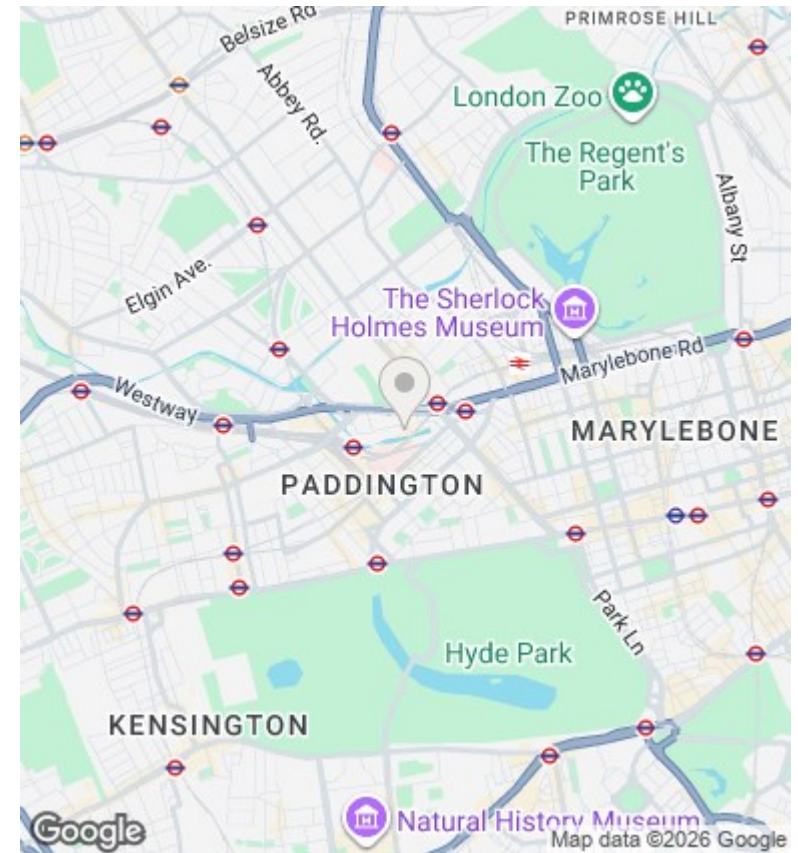 PRIMROSE HILL
Belsize Rd
Abbey Rd.
London Zoo
The Regent's
Park
Albany St
Elgin Ave.
The Sherlock
Holmes Museum
Marylebone Rd
Westway
MARYLEBONE
PADDINGTON
Park Ln
Hyde Park
KENSINGTON
Natural History Museum
Google
Map data ©2026 Google